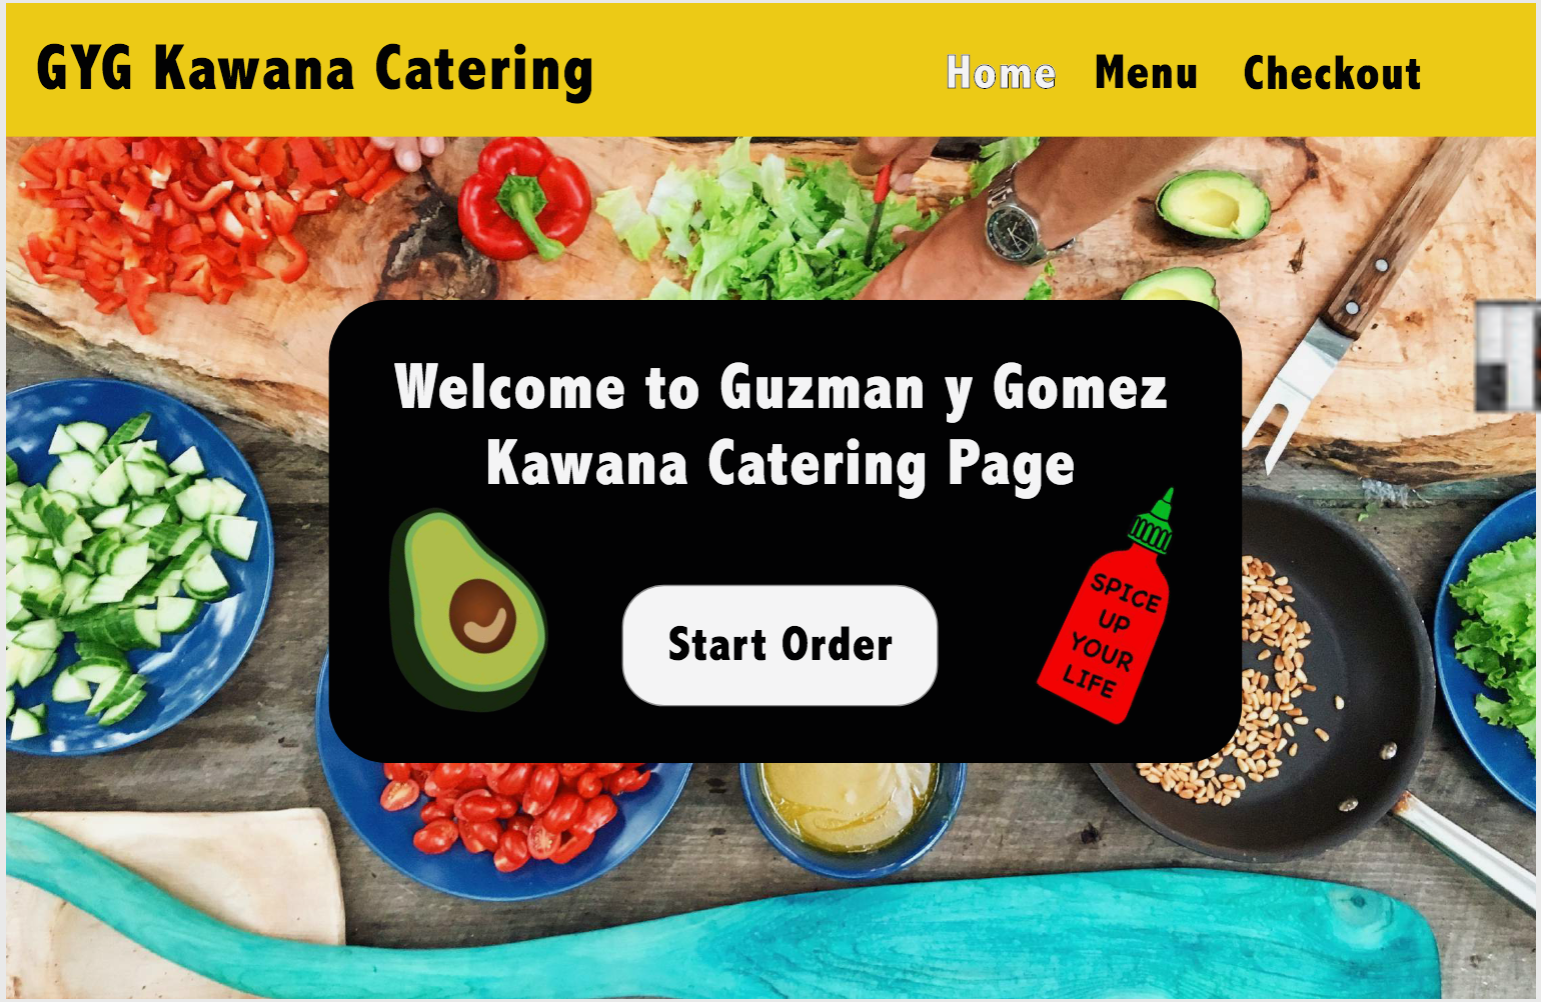 GYG Kawana Catering
Home Menu Checkout
Welcome to Guzman y Gomez
Kawana Catering Page
Start Order
SPICE
UP
YOUR
LIFE